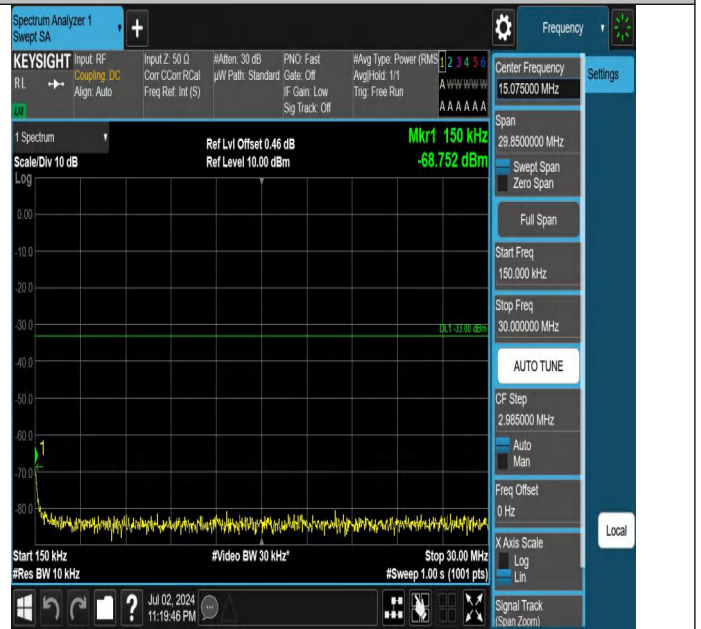 Spectrum Analyzer 1
Swept SA
+
Frequency
KEYSIGHT
RL
Input: RF
Coupling: DC
Align: Auto
Input Z: 50 Ω
Corr CCorr RCal
Freq Ref: Int (S)
#Atten: 30 dB
µW Path: Standard
PNO: Fast
Gate: Off
IF Gain: Low
Sig Track: Off
#Avg Type: Power (RMS
Avg|Hold: 1/1
Trig: Free Run
1 2 3 4 5 6
A W W W W W
A A A A A A
1 Spectrum
Scale/Div 10 dB
Log
Ref Lvl Offset 0.46 dB
Ref Level 10.00 dBm
Mkr1 150 kHz
-68.752 dBm
0.00
-10.0
-20.0
-30.0
DL1 -33.00 dBm
-40.0
-50.0
-60.0
1
-70.0
-80.0
Start 150 kHz
#Res BW 10 kHz
#Video BW 30 kHz*
Stop 30.00 MHz
#Sweep 1.00 s (1001 pts)
Jul 02, 2024
11:19:46 PM
Center Frequency
15.075000 MHz
Settings
Span
29.8500000 MHz
Swept Span
Zero Span
Full Span
Start Freq
150.000 kHz
Stop Freq
30.000000 MHz
AUTO TUNE
CF Step
2.985000 MHz
Auto
Man
Freq Offset
0 Hz
X Axis Scale
Log
Lin
Local
Signal Track
(Span Zoom)